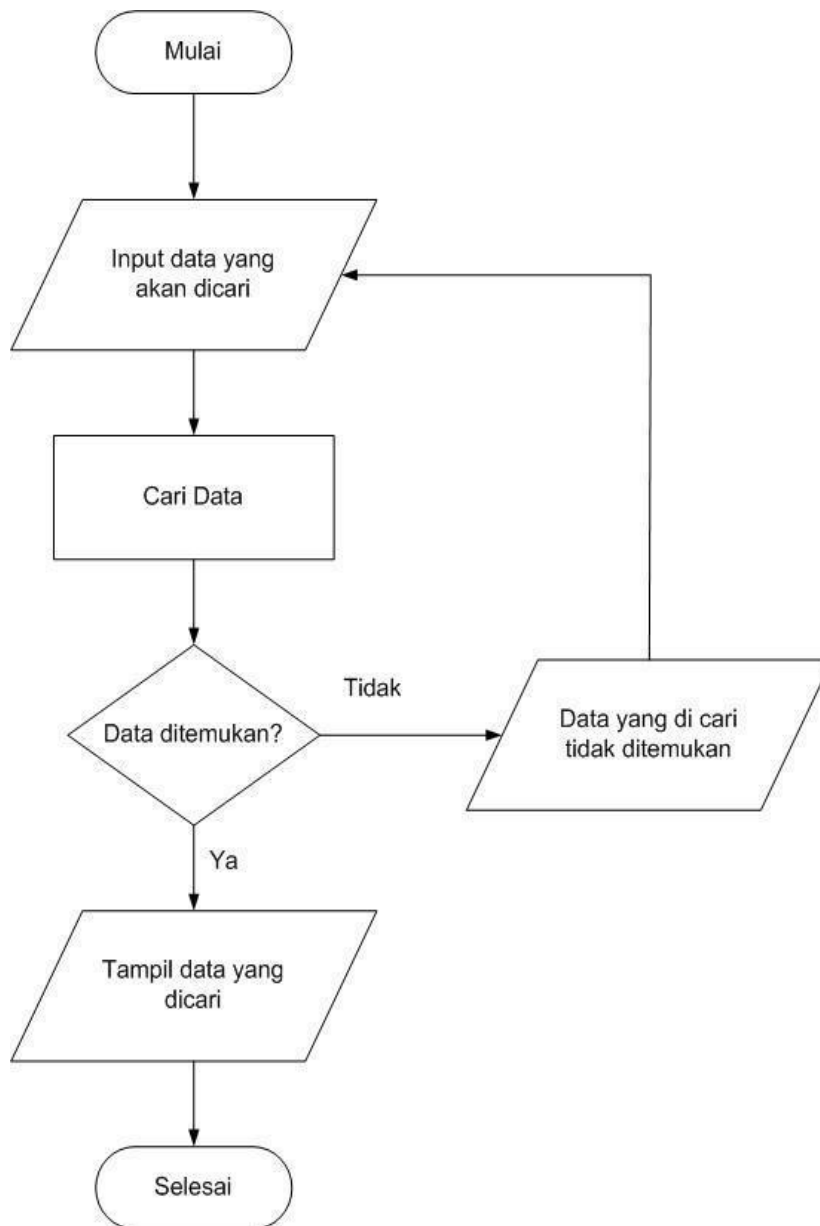 Mulai
Input data yang
akan dicari
Cari Data
Data ditemukan?
Tidak
Data yang di cari
tidak ditemukan
Ya
Tampil data yang
dicari
Selesai